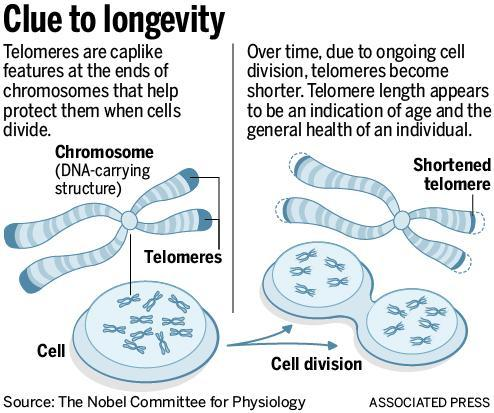 Clue to longevity
Telomeres are caplike
features at the ends of
chromosomes that help
protect them when cells
divide.
Chromosome
(DNA-carrying
structure)
Telomeres
Cell
Over time, due to ongoing cell
division, telomeres become
shorter. Telomere length appears
to be an indication of age and the
general health of an individual.
Shortened
telomere
Cell division
Source: The Nobel Committee for Physiology
ASSOCIATED PRESS